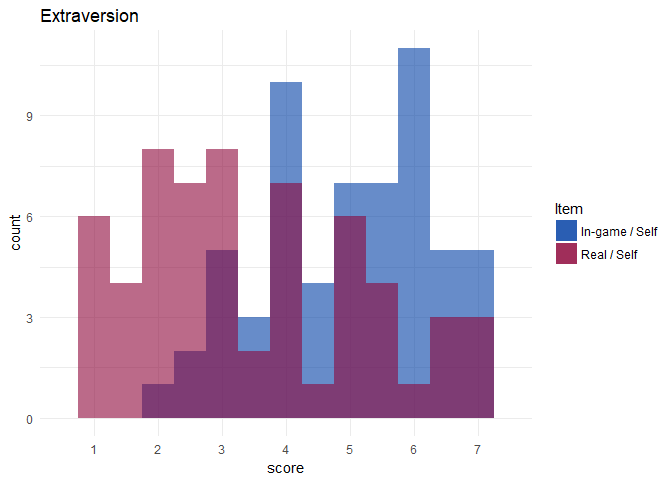 Extraversion
9
6
3
0
count
1 2 3 4 5 6 7
score
Item
In-game / Self
Real / Self